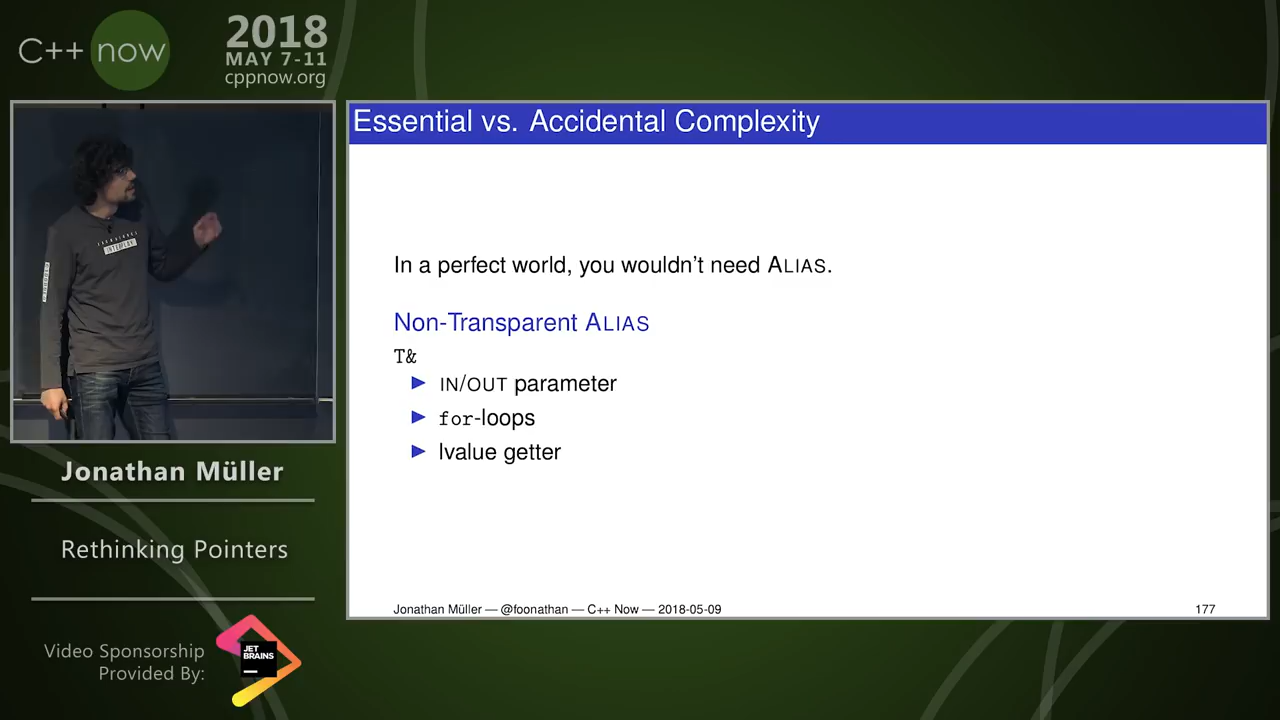 C++ now
2018
MAY 7-11
cppnow.org
Essential vs. Accidental Complexity
In a perfect world, you wouldn't need ALIAS.
Non-Transparent ALIAS
T&
▶ IN/OUT parameter
▶ for-loops
▶ lvalue getter
Jonathan Müller — @foonathan — C++ Now — 2018-05-09
177
Jonathan Müller
Rethinking Pointers
Video Sponsorship
Provided By:
JET
BRAINS